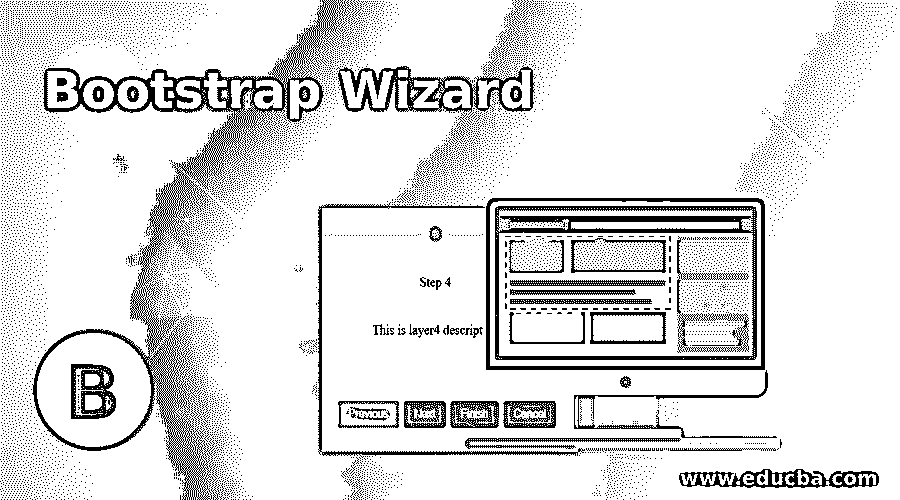 Bootstrap Wizard
Step 4
This is layer4 descript
B
Previous Next Finish Cancel
www.educba.com